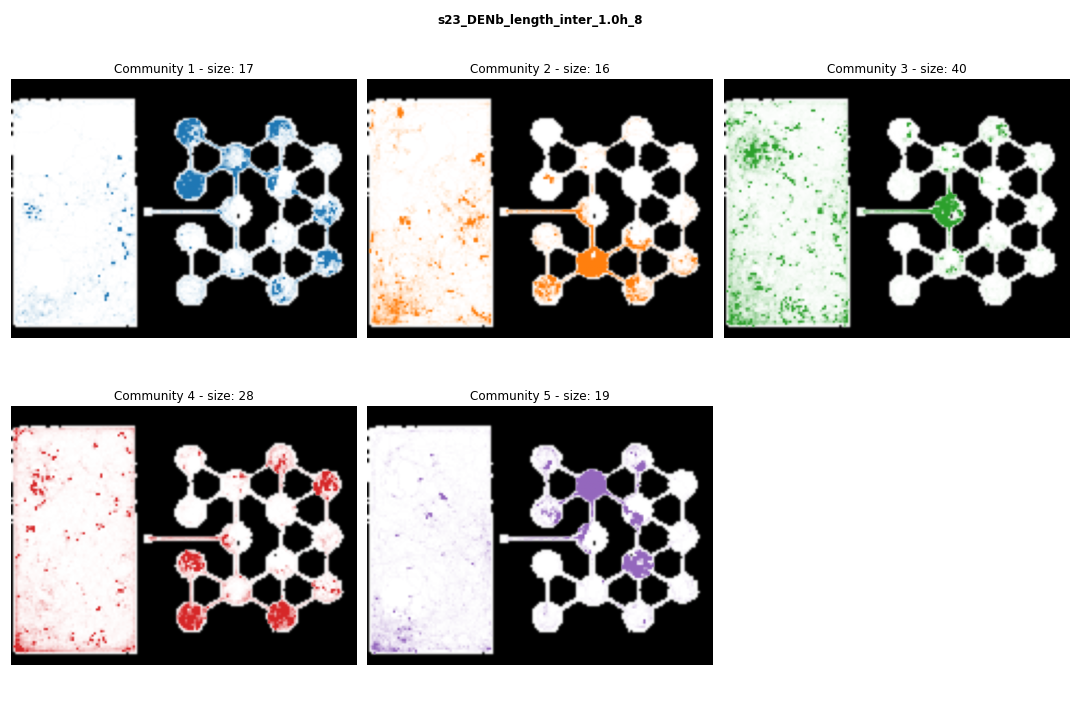 s23_DENb_length_inter_1.0h_8
Community 1 - size: 17
Community 2 - size: 16
Community 3 - size: 40
Community 4 - size: 28
Community 5 - size: 19